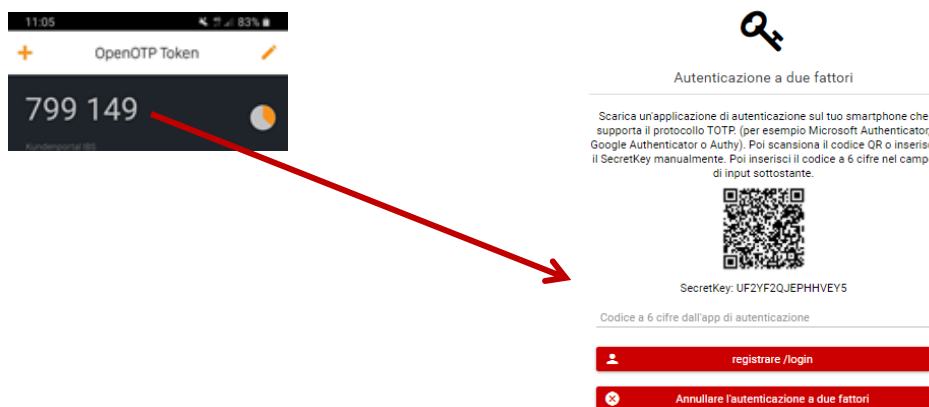 11:05
83%
+ OpenOTP Token
799 149
Kundenportal IBS
Autenticazione a due fattori
Scarica un'applicazione di autenticazione sul tuo smartphone che
supporta il protocollo TOTP. (per esempio Microsoft Authenticator,
Google Authenticator o Authy). Poi scansiona il codice QR o inseris
il SecretKey manualmente. Poi inserisci il codice a 6 cifre nel camp
di input sottostante.
SecretKey: UF2YF2QJEPHHVEY5
Codice a 6 cifre dall'app di autenticazione
registrare /login
Annullare l'autenticazione a due fattori